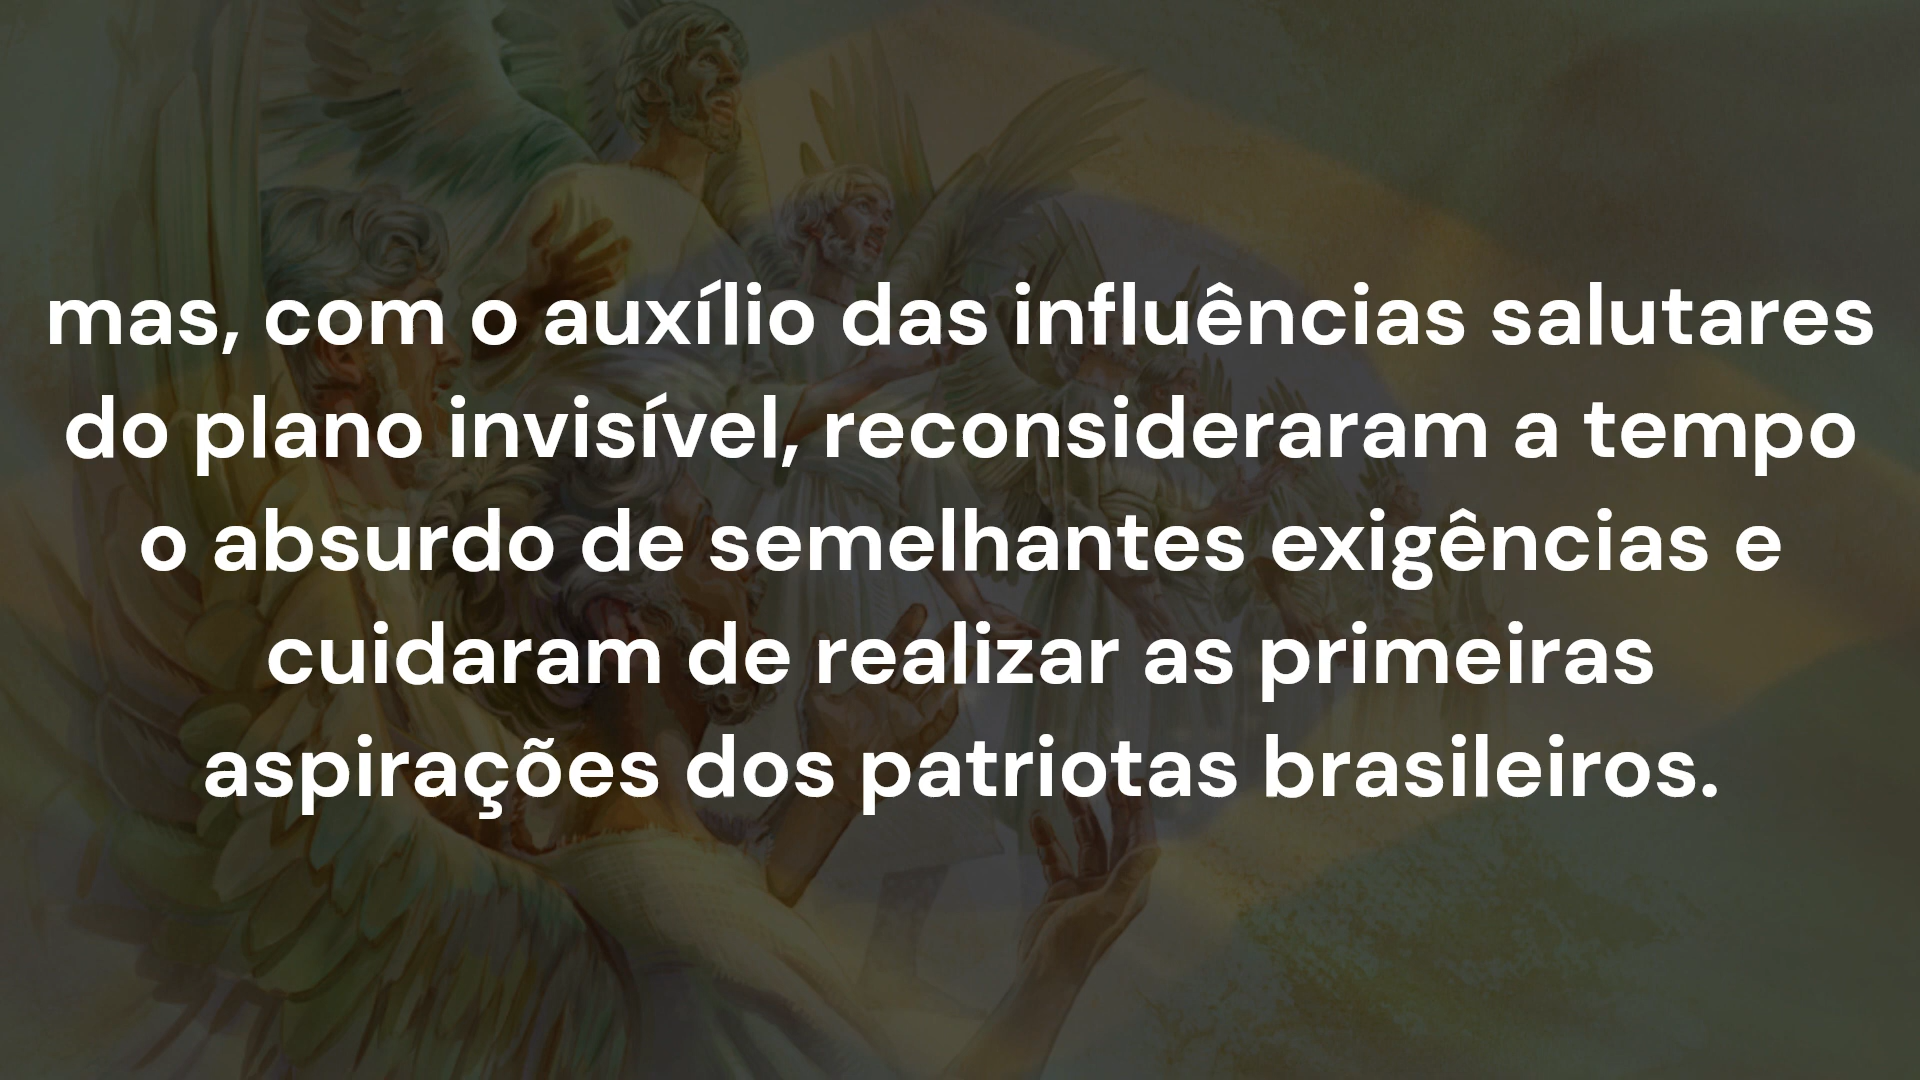 mas, com o auxílio das influências salutares
do plano invisível, reconsideraram a tempo
o absurdo de semelhantes exigências e
cuidaram de realizar as primeiras
aspirações dos patriotas brasileiros.